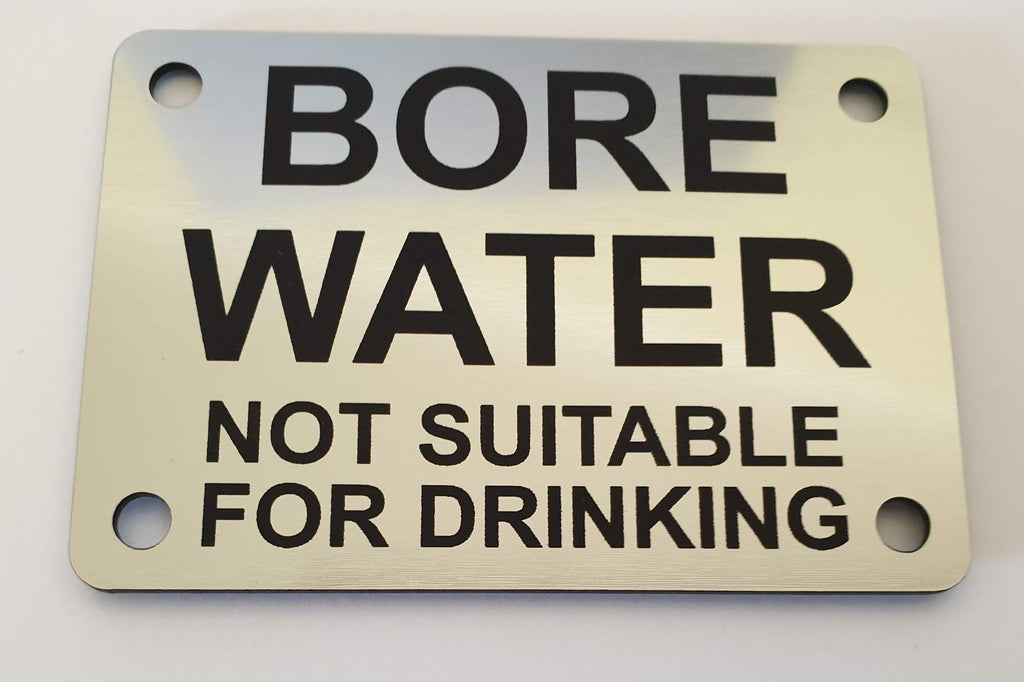 BORE
WATER
NOT SUITABLE
FOR DRINKING